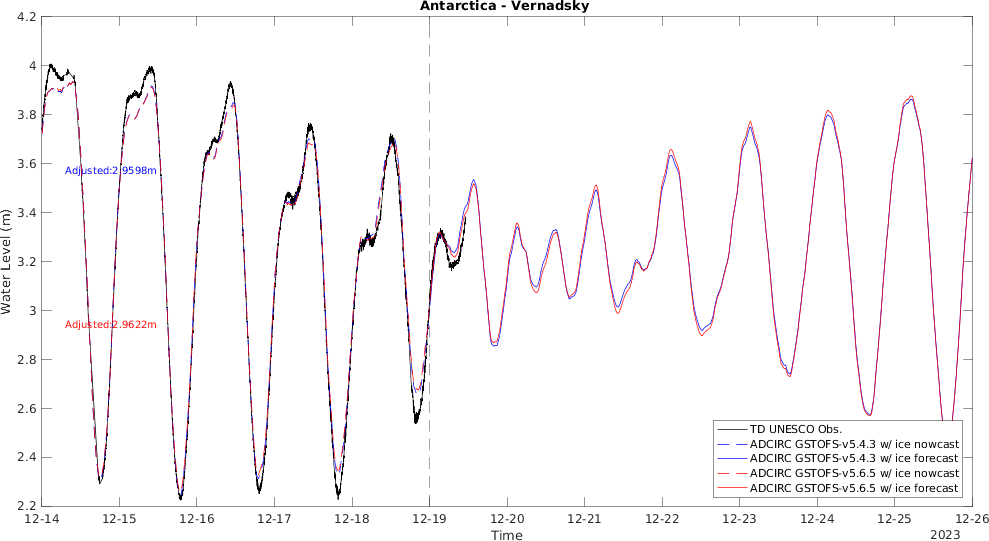 Antarctica - Vernadsky
4.2
4
3.8
3.6
3.4
3.2
3
2.8
2.6
2.4
2.2
Water Level (m)
Adjusted:2.9598m
Adjusted:2.9622m
TD UNESCO Obs.
ADCIRC GSTOFS-v5.4.3 w/ ice nowcast
ADCIRC GSTOFS-v5.4.3 w/ ice forecast
ADCIRC GSTOFS-v5.6.5 w/ ice nowcast
ADCIRC GSTOFS-v5.6.5 w/ ice forecast
12-14 12-15 12-16 12-17 12-18 12-19 12-20 12-21 12-22 12-23 12-24 12-25 12-26
Time
2023